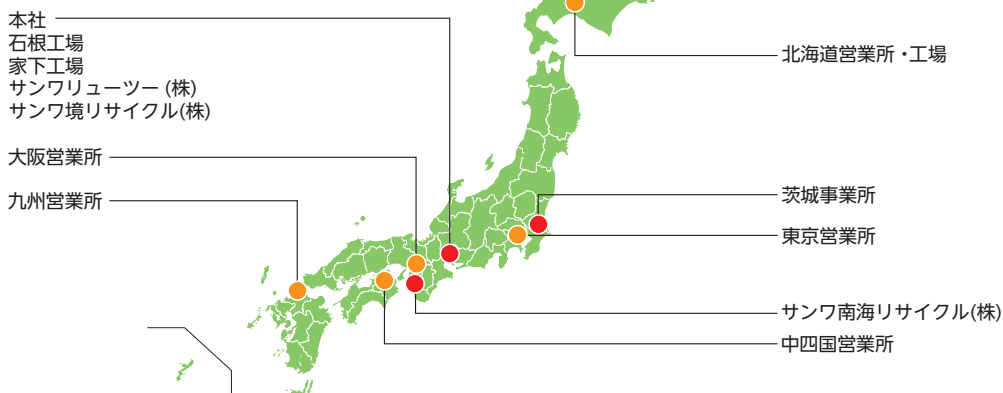 本社
石根工場
家下工場
サンワリューツー (株)
サンワ境リサイクル(株)
大阪営業所
九州営業所
北海道営業所・工場
茨城事業所
東京営業所
サンワ南海リサイクル(株)
中四国営業所